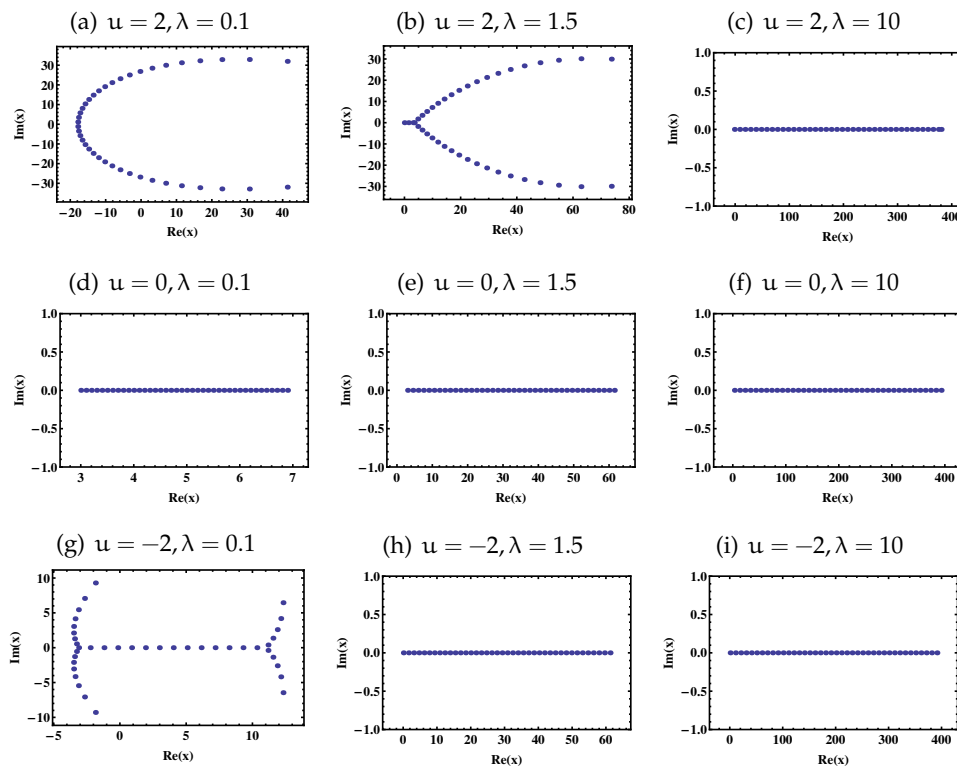 (a) u = 2, λ = 0.1
(b) u = 2, λ = 1.5
(c) u = 2, λ = 10
Im(x)
30
20
10
0
−10
−20
−30
−20 −10 0 10 20 30 40
Re(x)
Im(x)
30
20
10
0
−10
−20
−30
0 20 40 60 80
Re(x)
Im(x)
1.0
0.5
0.0
−0.5
−1.0
0 100 200 300 400
Re(x)
(d) u = 0, λ = 0.1
(e) u = 0, λ = 1.5
(f) u = 0, λ = 10
Im(x)
1.0
0.5
0.0
−0.5
−1.0
3 4 5 6 7
Re(x)
Im(x)
1.0
0.5
0.0
−0.5
−1.0
0 10 20 30 40 50 60
Re(x)
Im(x)
1.0
0.5
0.0
−0.5
−1.0
0 100 200 300 400
Re(x)
(g) u = −2, λ = 0.1
(h) u = −2, λ = 1.5
(i) u = −2, λ = 10
Im(x)
10
5
0
−5
−10
−5 0 5 10
Re(x)
Im(x)
1.0
0.5
0.0
−0.5
−1.0
0 10 20 30 40 50 60
Re(x)
Im(x)
1.0
0.5
0.0
−0.5
−1.0
0 100 200 300 400
Re(x)